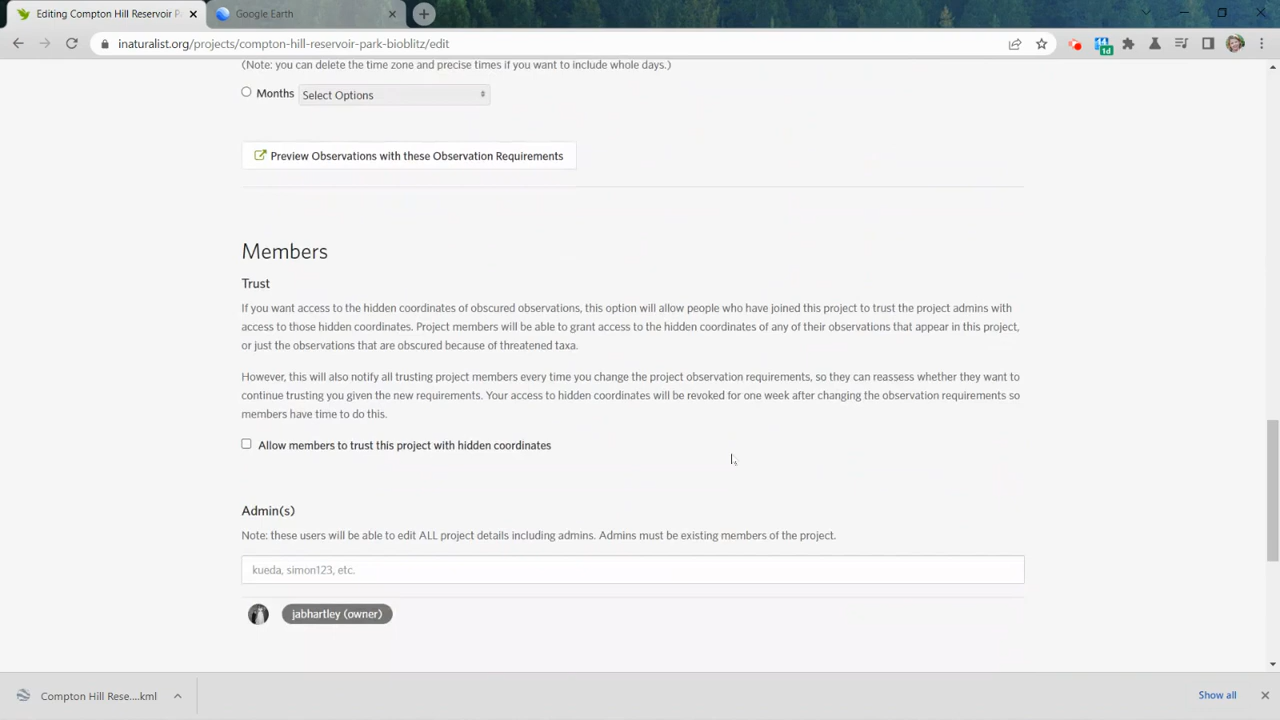 Editing Compton Hill Reservoir P
Google Earth
inaturalist.org/projects/compton-hill-reservoir-park-bioblitz/edit
1d
(Note: you can delete the time zone and precise times if you want to include whole days.)
Months
Select Options
Preview Observations with these Observation Requirements
Members
Trust
If you want access to the hidden coordinates of obscured observations, this option will allow people who have joined this project to trust the project admins with
access to those hidden coordinates. Project members will be able to grant access to the hidden coordinates of any of their observations that appear in this project,
or just the observations that are obscured because of threatened taxa.
However, this will also notify all trusting project members every time you change the project observation requirements, so they can reassess whether they want to
continue trusting you given the new requirements. Your access to hidden coordinates will be revoked for one week after changing the observation requirements so
members have time to do this.
Allow members to trust this project with hidden coordinates
Admin(s)
Note: these users will be able to edit ALL project details including admins. Admins must be existing members of the project.
kueda, simon123, etc.
jabhartley (owner)
Compton Hill Rese....kml
Show all